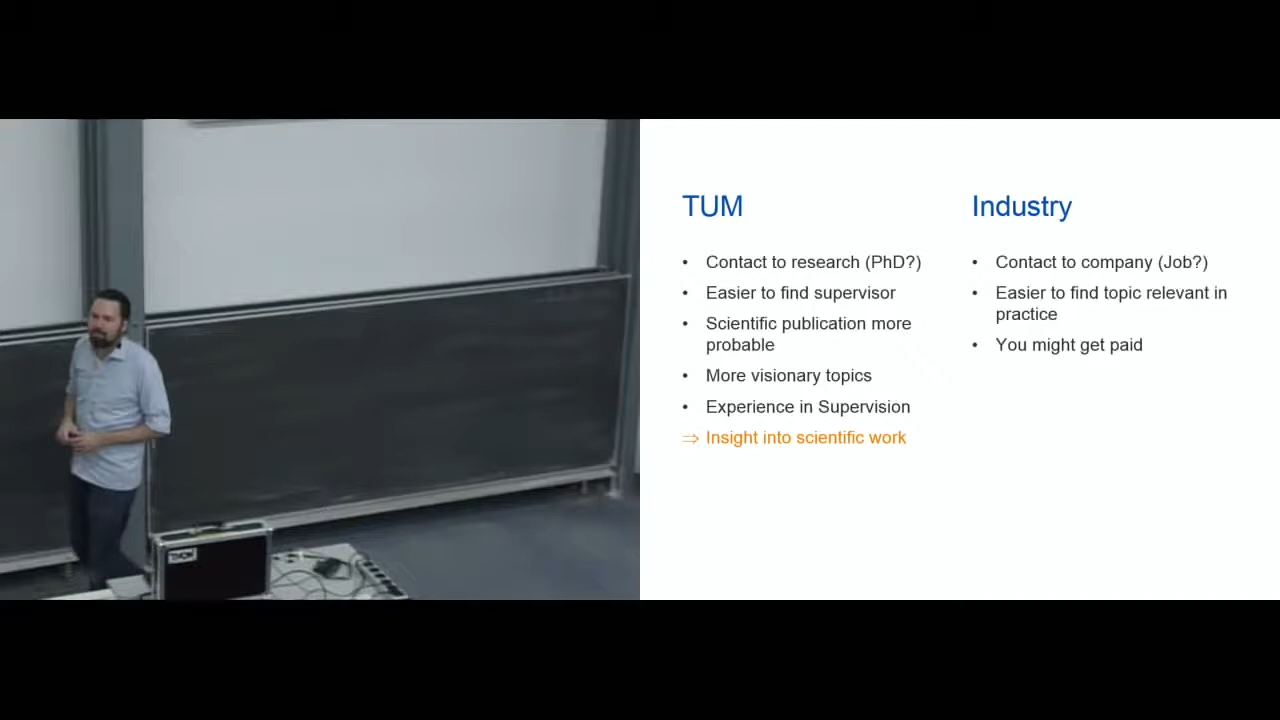 TUM
• Contact to research (PhD?)
• Easier to find supervisor
• Scientific publication more
probable
• More visionary topics
• Experience in Supervision
⇒ Insight into scientific work
Industry
• Contact to company (Job?)
• Easier to find topic relevant in
practice
• You might get paid